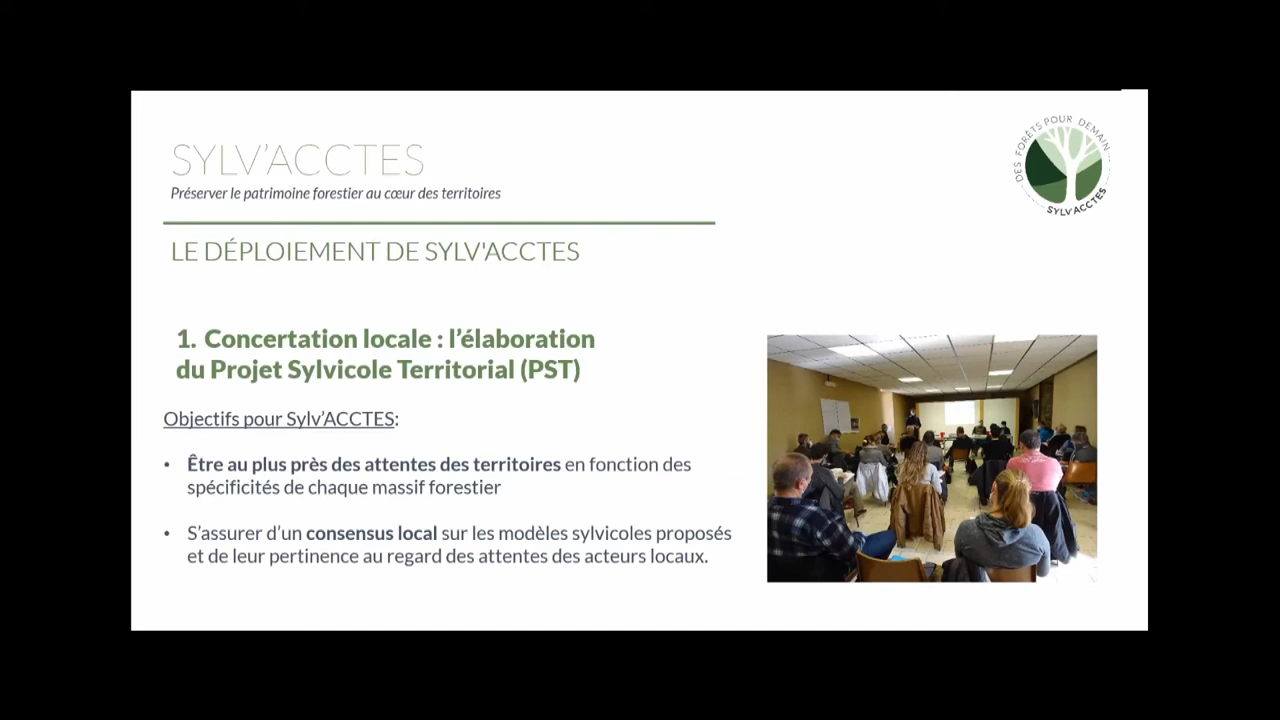 SYLV'ACCTES
Préserver le patrimoine forestier au cœur des territoires
DES FORÊTS POUR DEMAIN
SYLV'ACCTES
LE DÉPLOIEMENT DE SYLV'ACCTES
1. Concertation locale : l'élaboration
du Projet Sylvicole Territorial (PST)
Objectifs pour Sylv'ACCTES:
• Être au plus près des attentes des territoires en fonction des
spécificités de chaque massif forestier
• S'assurer d'un consensus local sur les modèles sylvicoles proposés
et de leur pertinence au regard des attentes des acteurs locaux.